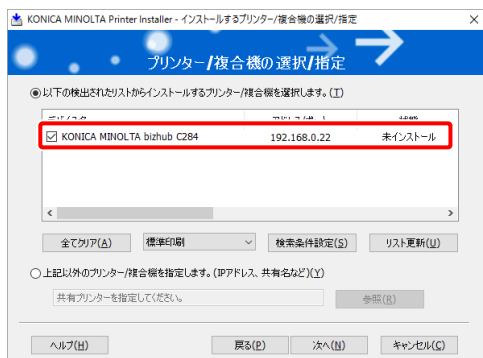 KONICA MINOLTA Printer Installer - インストールするプリンター/複合機の選択/指定
プリンター/複合機の選択/指定
以下の検出されたリストからインストールするプリンター/複合機を選択します。(T)
KONICA MINOLTA bizhub C284 192.168.0.22 未インストール
全てクリア(A) 標準印刷 検索条件設定(S) リスト更新(U)
上記以外のプリンター/複合機を指定します。(IPアドレス、共有名など)(Y)
共有プリンターを指定してください。 参照(R)
ヘルプ(H) 戻る(P) 次へ(N) キャンセル(C)